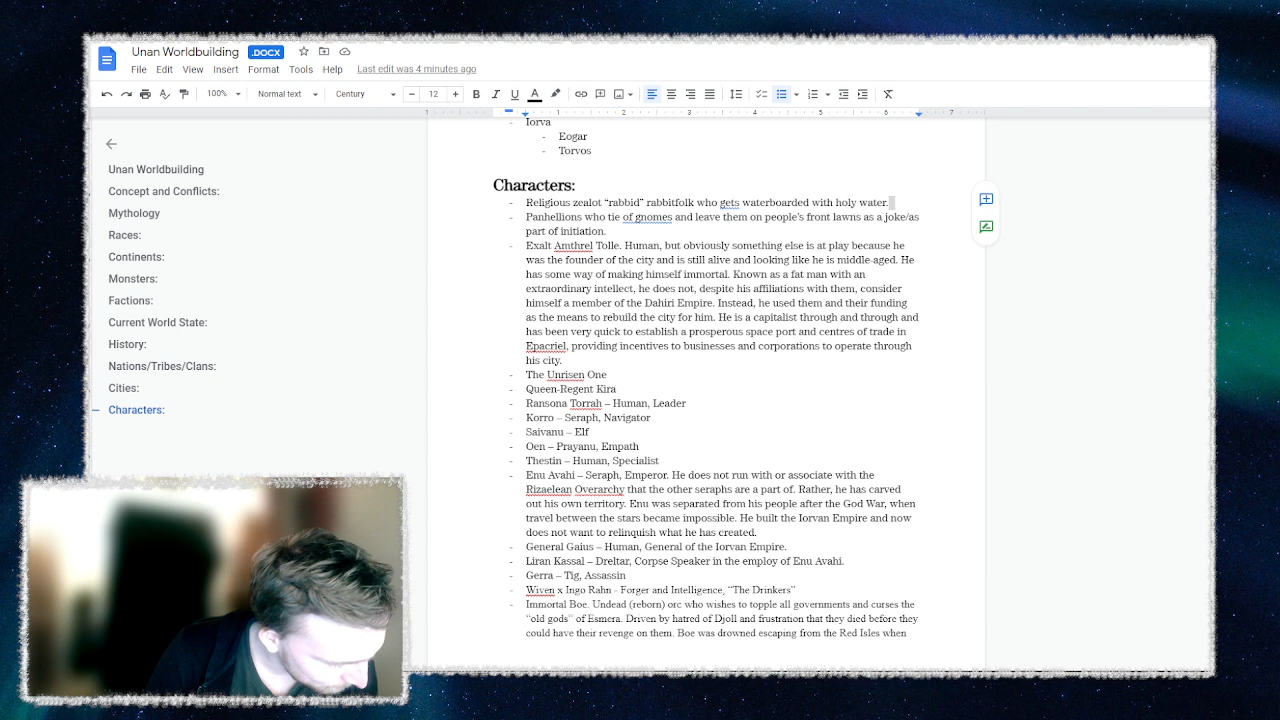 Unan Worldbuilding .DOCX
File Edit View Insert Format Tools Help Last edit was 4 minutes ago
100% Normal text Century 12
1 1 2 3 4 5 6 7
Unan Worldbuilding
Concept and Conflicts:
Mythology
Races:
Continents:
Monsters:
Factions:
Current World State:
History:
Nations/Tribes/Clans:
Cities:
Characters:
- Iorva
- Eogar
- Torvos
Characters:
- Religious zealot “rabbid” rabbitfolk who gets waterboarded with holy water.
- Panhellions who tie of gnomes and leave them on people’s front lawns as a joke/as
part of initiation.
- Exalt Amthrel Tolle. Human, but obviously something else is at play because he
was the founder of the city and is still alive and looking like he is middle-aged. He
has some way of making himself immortal. Known as a fat man with an
extraordinary intellect, he does not, despite his affiliations with them, consider
himself a member of the Dahiri Empire. Instead, he used them and their funding
as the means to rebuild the city for him. He is a capitalist through and through and
has been very quick to establish a prosperous space port and centres of trade in
Epacriel, providing incentives to businesses and corporations to operate through
his city.
- The Unrisen One
- Queen-Regent Kira
- Ransona Torrah – Human, Leader
- Korro – Seraph, Navigator
- Saivanu – Elf
- Oen – Prayanu, Empath
- Thestin – Human, Specialist
- Enu Avahi – Seraph, Emperor. He does not run with or associate with the
Rizaelean Overarchy that the other seraphs are a part of. Rather, he has carved
out his own territory. Enu was separated from his people after the God War, when
travel between the stars became impossible. He built the Iorvan Empire and now
does not want to relinquish what he has created.
- General Gaius – Human, General of the Iorvan Empire.
- Liran Kassal – Dreltar, Corpse Speaker in the employ of Enu Avahi.
- Gerra – Tig, Assassin
- Wiven x Ingo Rahn - Forger and Intelligence, “The Drinkers”
- Immortal Boe. Undead (reborn) orc who wishes to topple all governments and curses the
“old gods” of Esmera. Driven by hatred of Djoll and frustration that they died before they
could have their revenge on them. Boe was drowned escaping from the Red Isles when